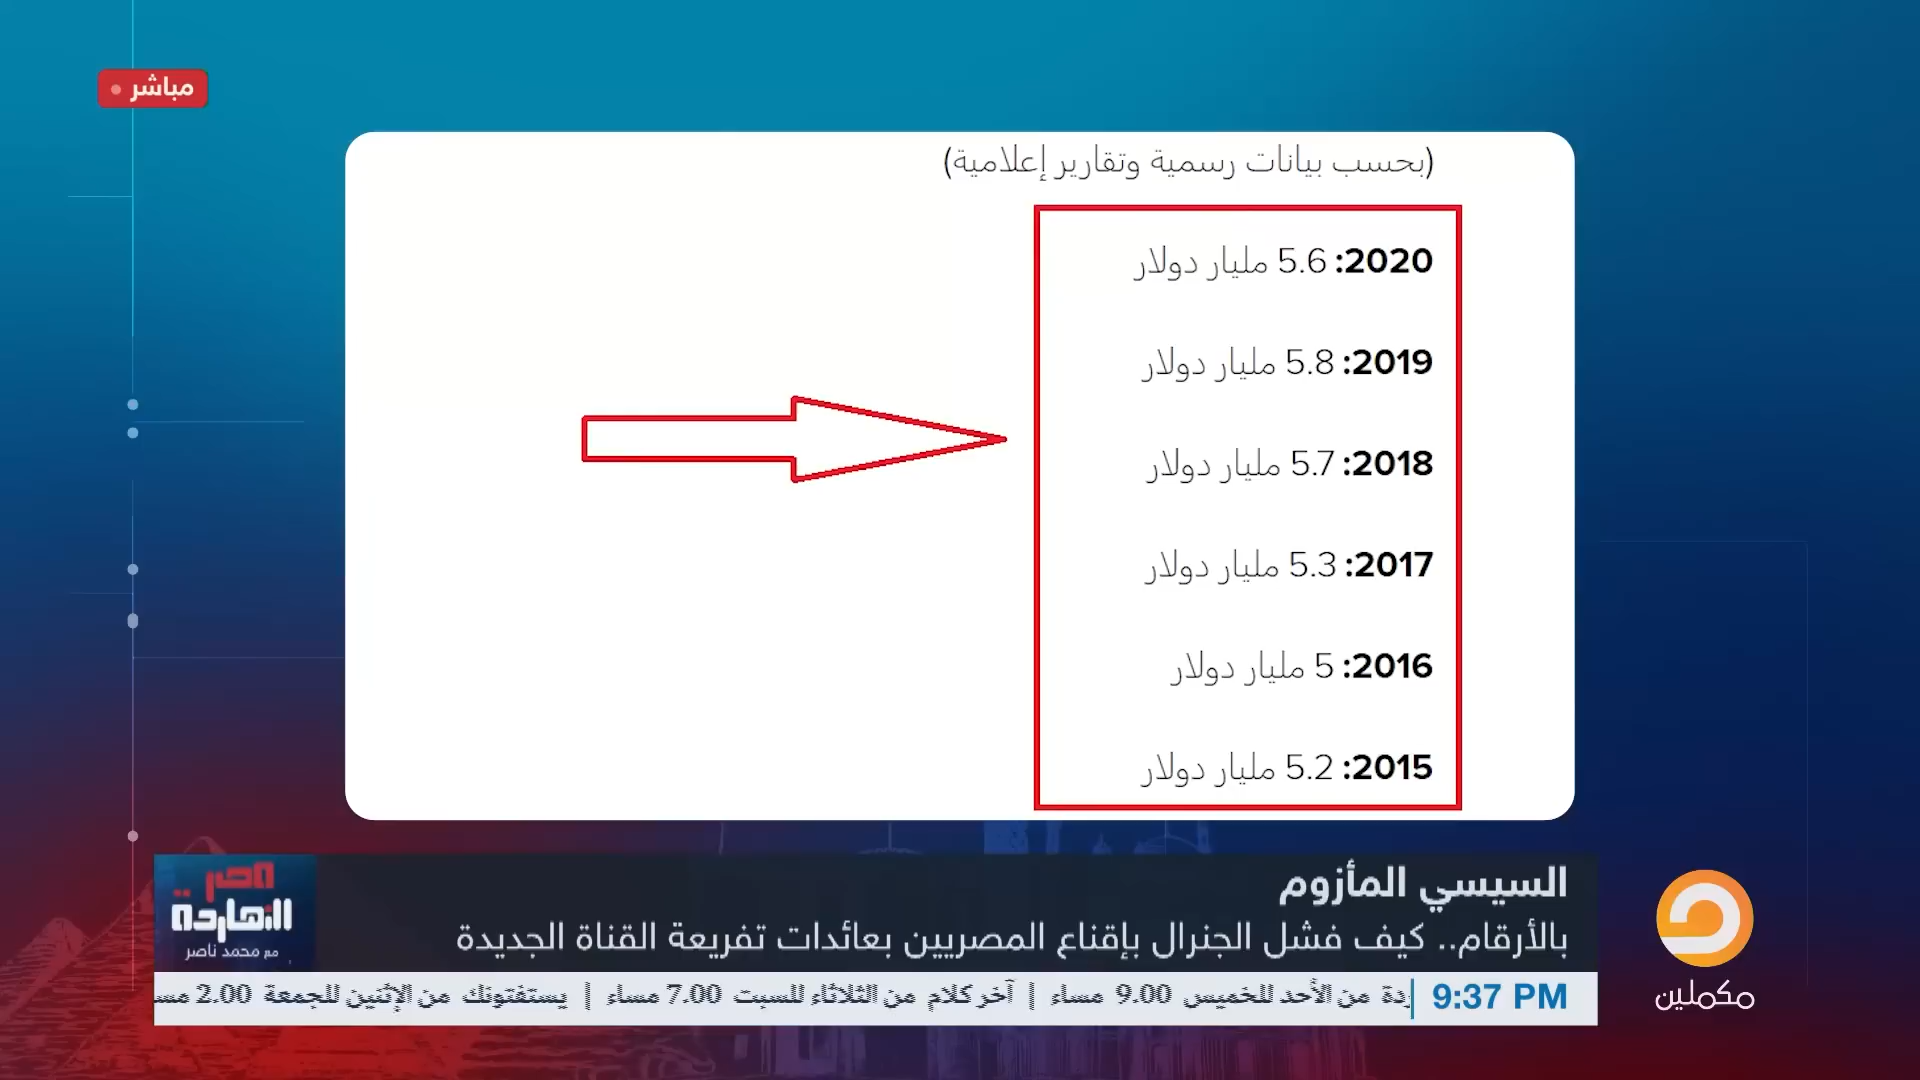 مباشر
(بحسب بيانات رسمية وتقارير إعلامية)
2020: 5.6 مليار دولار
2019: 5.8 مليار دولار
2018: 5.7 مليار دولار
2017: 5.3 مليار دولار
2016: 5 مليار دولار
2015: 5.2 مليار دولار
السيسي المأزوم
بالأرقام.. كيف فشل الجنرال بإقناع المصريين بعائدات تفريعة القناة الجديدة
مصر
النهاردة
مع محمد ناصر
9:37 PM
من الأحد للخميس 9.00 مساء | آخر كلام من الثلاثاء للسبت 7.00 مساء | يستفتونك من الإثنين للجمعة 2.00
مكملين